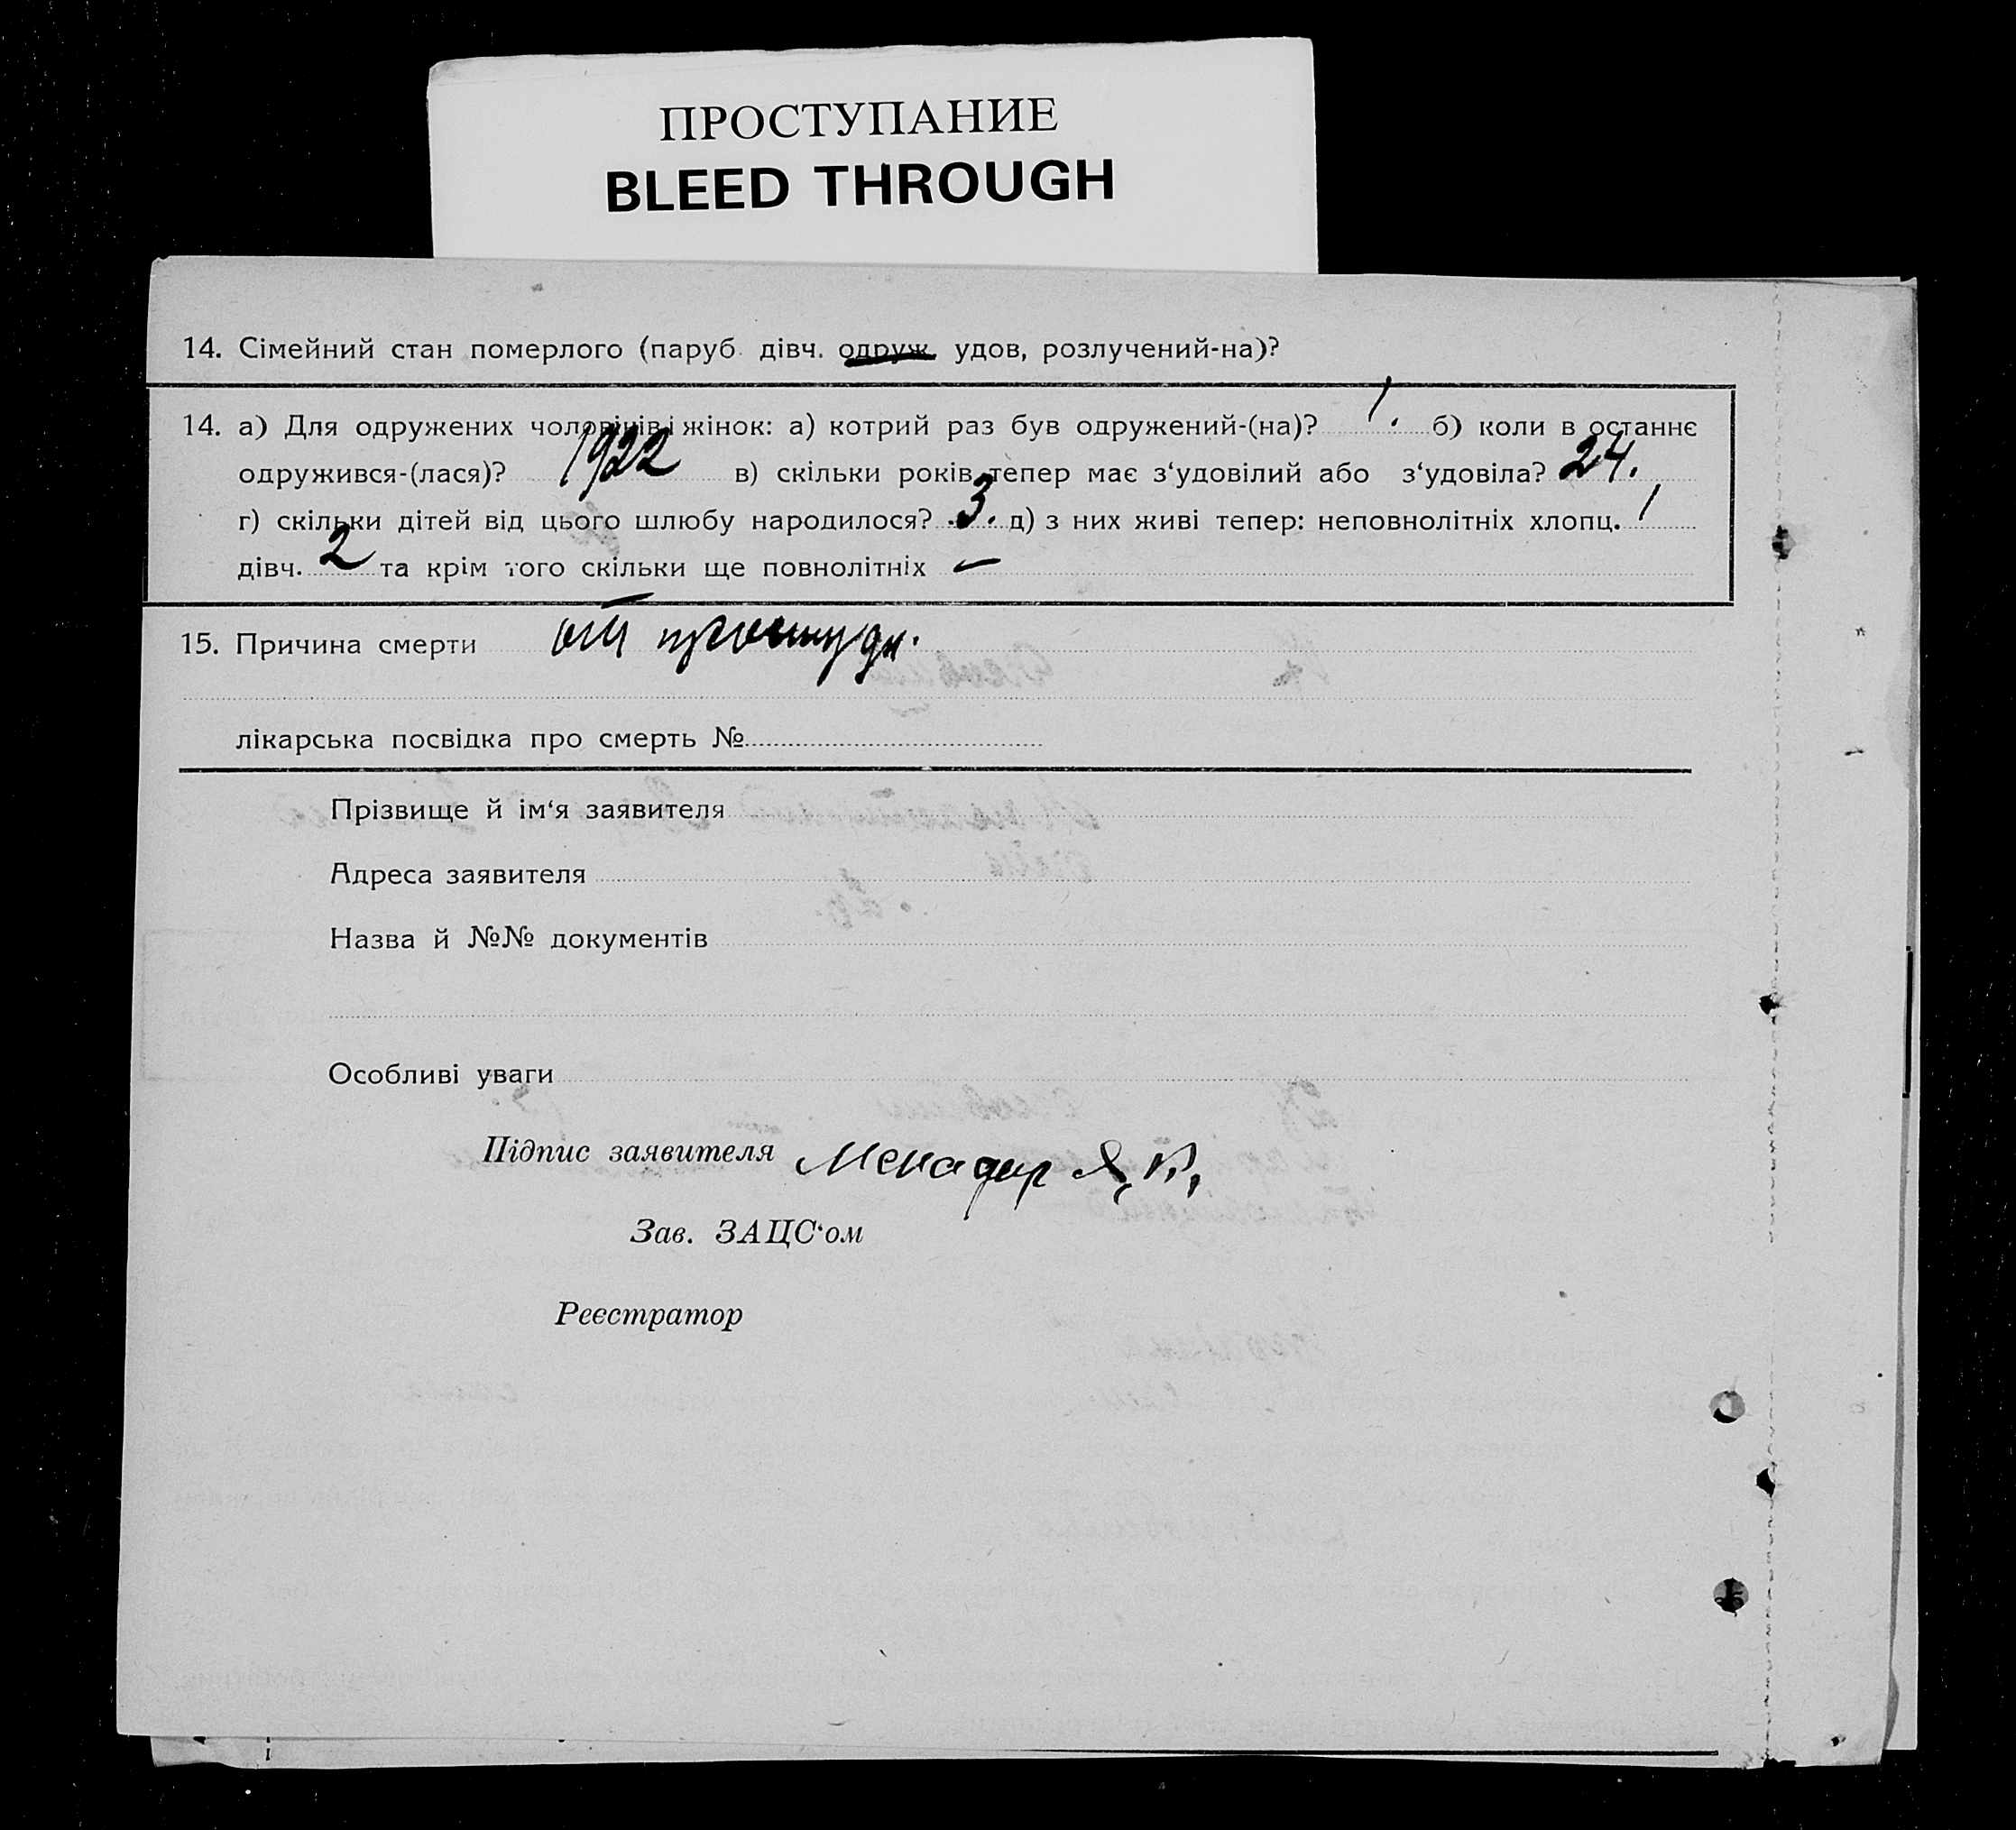 ПРОСТУПАНИЕ
BLEED THROUGH
14. Сімейний стан померлого (паруб. дівч. одруж. удов, розлучений-на)?
14. а) Для одружених чоловіків і жінок: а) котрий раз був одружений-(на)? 1. б) коли в останнє
одружився-(лася)? 1922 в) скільки років тепер має з‘удовілий або з‘удовіла? 24.
г) скільки дітей від цього шлюбу народилося? 3. д) з них живі тепер: неповнолітніх хлопц. 1
дівч. 2 та крім того скільки ще повнолітніх —
15. Причина смерти от простуди.
лікарська посвідка про смерть №
Прізвище й ім‘я заявителя
Адреса заявителя
Назва й №№ документів
Особливі уваги
Підпис заявителя
Зав. ЗАЦС‘ом
Реєстратор